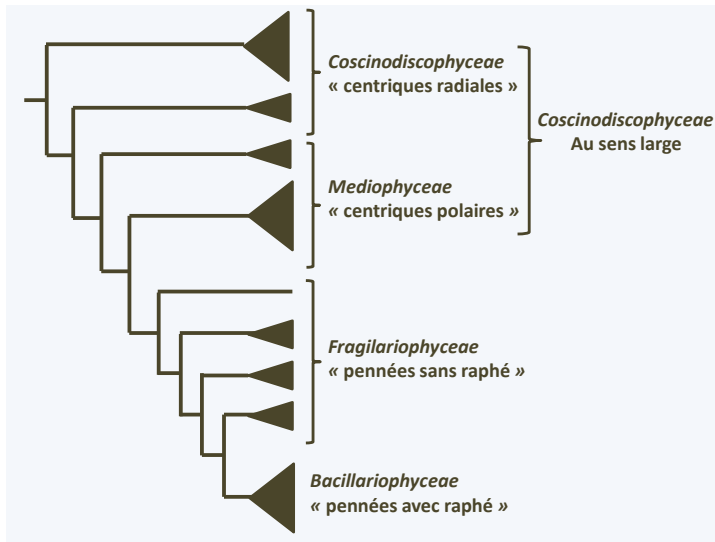 Coscinodiscophyceae
« centriques radiales »
Coscinodiscophyceae
Au sens large
Mediophyceae
« centriques polaires »
Fragilariophyceae
« pennées sans raphé »
Bacillariophyceae
« pennées avec raphé »